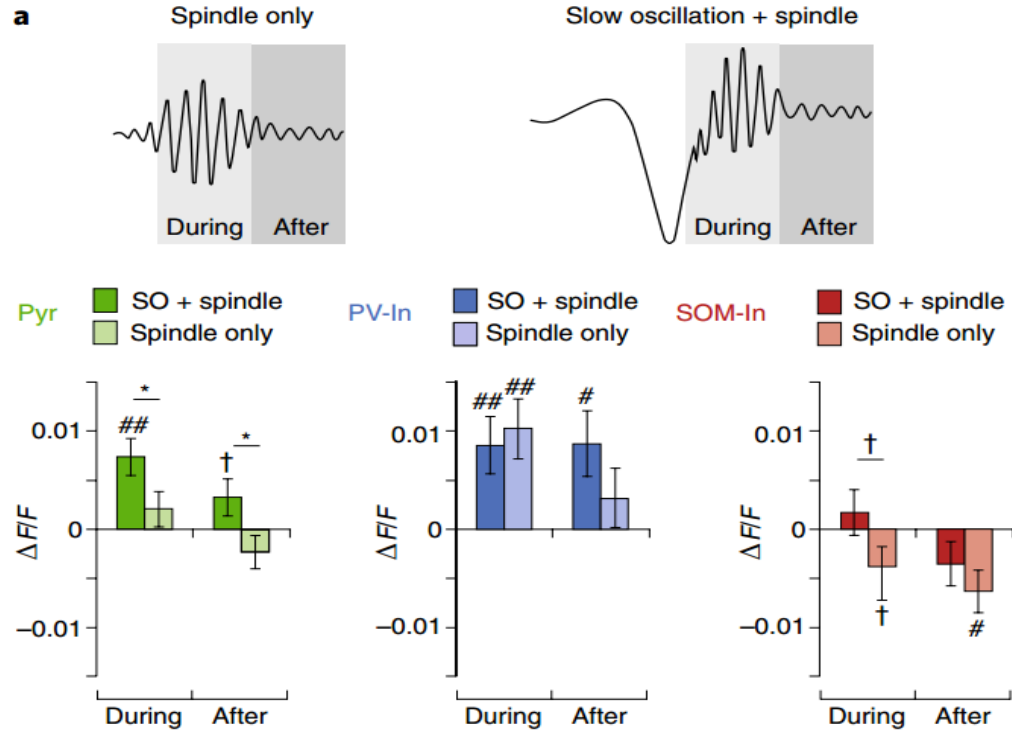 a
Spindle only
Slow oscillation + spindle
During
After
During
After
Pyr
SO + spindle
Spindle only
PV-In
SO + spindle
Spindle only
SOM-In
SO + spindle
Spindle only
ΔF/F
0.01
0
−0.01
*
##
*
†
During
After
ΔF/F
0.01
0
−0.01
##
##
#
During
After
ΔF/F
0.01
0
−0.01
†
†
#
During
After